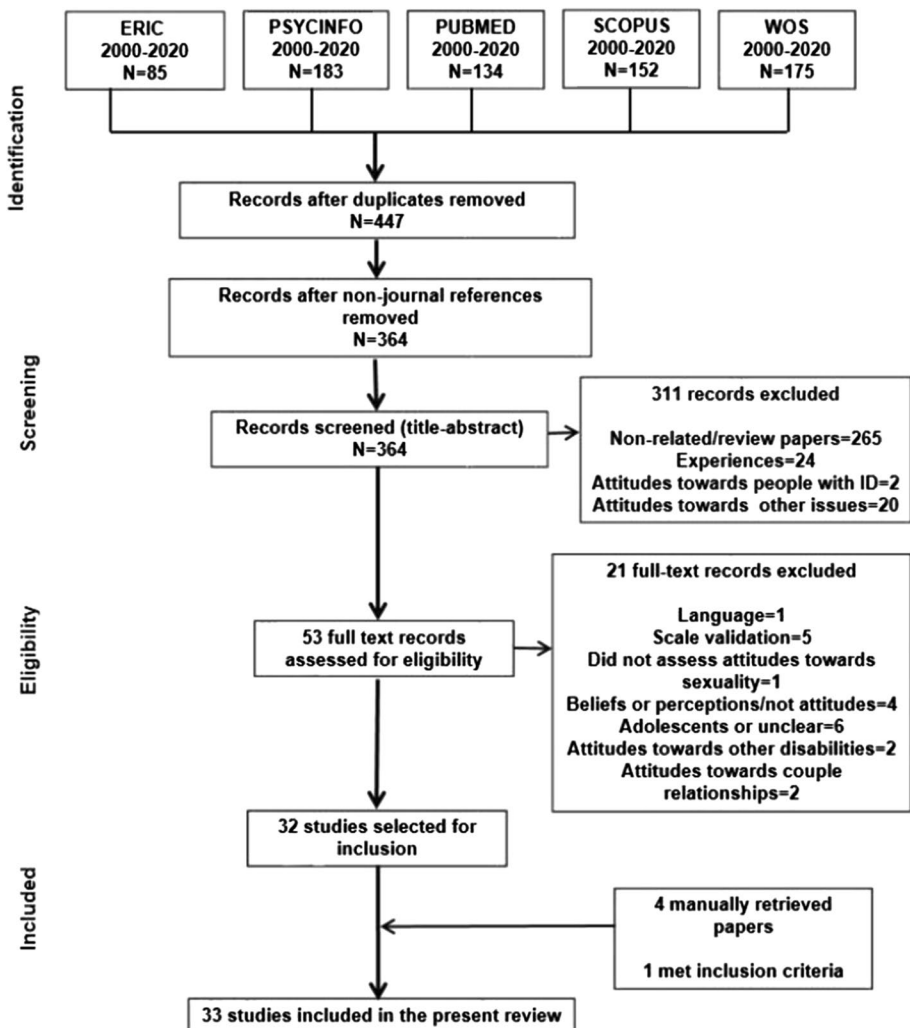 ERIC
2000-2020
N=85
PSYCINFO
2000-2020
N=183
PUBMED
2000-2020
N=134
SCOPUS
2000-2020
N=152
WOS
2000-2020
N=175
Identification
Records after duplicates removed
N=447
Records after non-journal references
removed
N=364
Screening
Records screened (title-abstract)
N=364
311 records excluded
Non-related/review papers=265
Experiences=24
Attitudes towards people with ID=2
Attitudes towards other issues=20
Eligibility
53 full text records
assessed for eligibility
21 full-text records excluded
Language=1
Scale validation=5
Did not assess attitudes towards
sexuality=1
Beliefs or perceptions/not attitudes=4
Adolescents or unclear=6
Attitudes towards other disabilities=2
Attitudes towards couple
relationships=2
32 studies selected for
inclusion
Included
4 manually retrieved
papers
1 met inclusion criteria
33 studies included in the present review